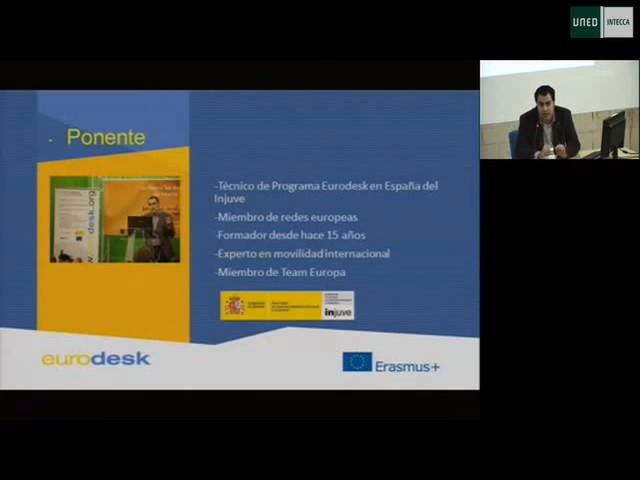 UNED
INTECCA
· Ponente
-Técnico de Programa Eurodesk en España del
Injuve
-Miembro de redes europeas
-Formador desde hace 15 años
-Experto en movilidad internacional
-Miembro de Team Europa
injuve
eurodesk
Erasmus+